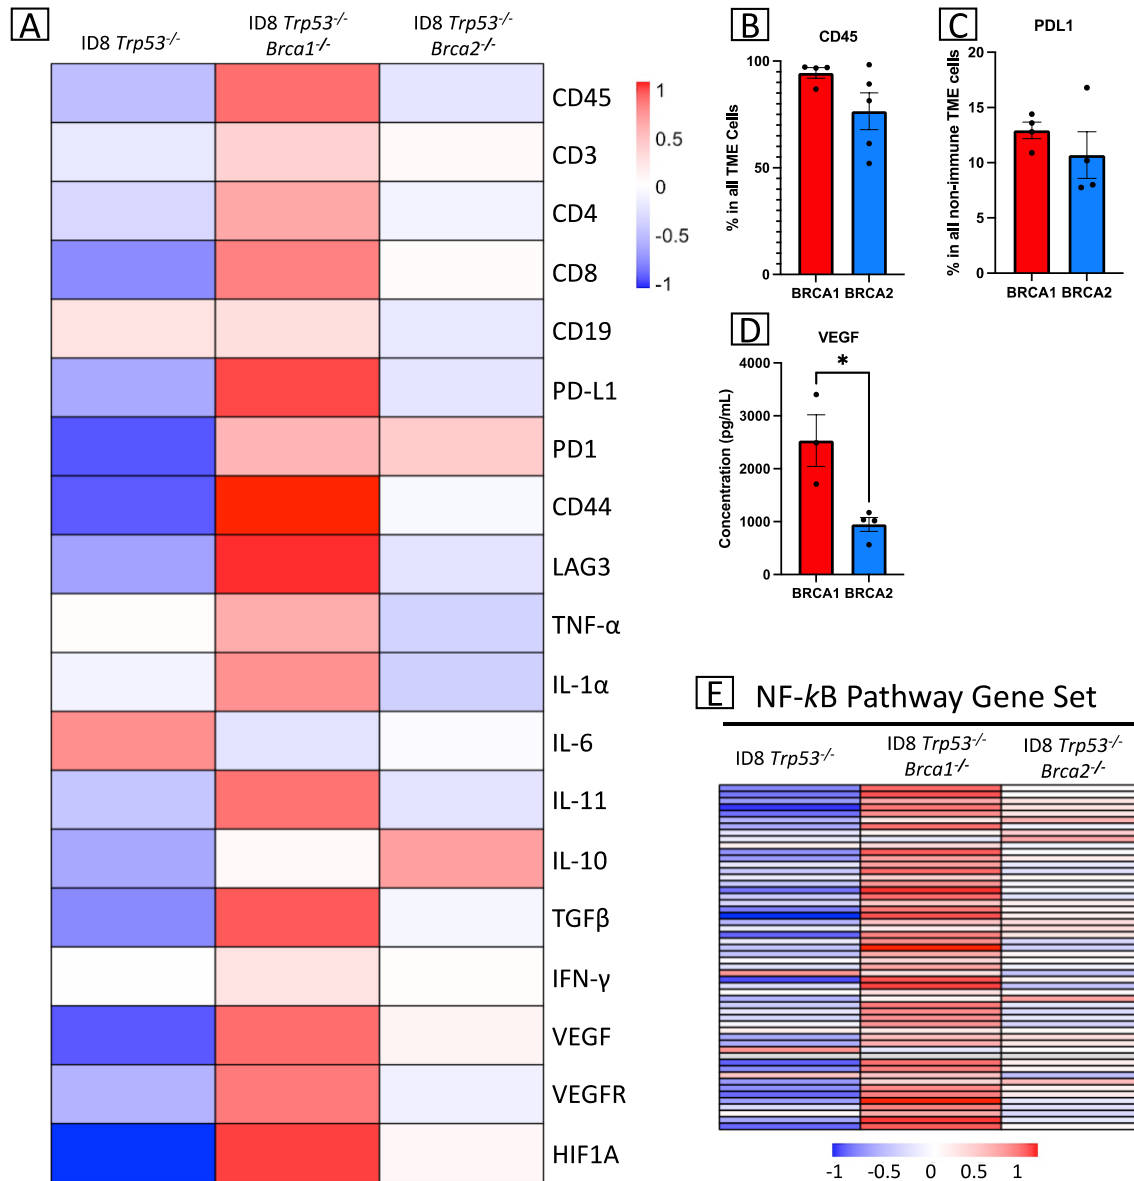 A
ID8 Trp53-/-
ID8 Trp53-/-
Brca1-/-
ID8 Trp53-/-
Brca2-/-
CD45
CD3
CD4
CD8
CD19
PD-L1
PD1
CD44
LAG3
TNF-α
IL-1α
IL-6
IL-11
IL-10
TGFβ
IFN-γ
VEGF
VEGFR
HIF1A
1
0.5
0
-0.5
-1
B
CD45
% in all TME Cells
100
50
0
BRCA1 BRCA2
C
PDL1
% in all non-immune TME cells
20
15
10
5
0
BRCA1 BRCA2
D
VEGF
*
Concentration (pg/mL)
4000
3000
2000
1000
0
BRCA1 BRCA2
E
NF-kB Pathway Gene Set
ID8 Trp53-/-
ID8 Trp53-/-
Brca1-/-
ID8 Trp53-/-
Brca2-/-
-1 -0.5 0 0.5 1